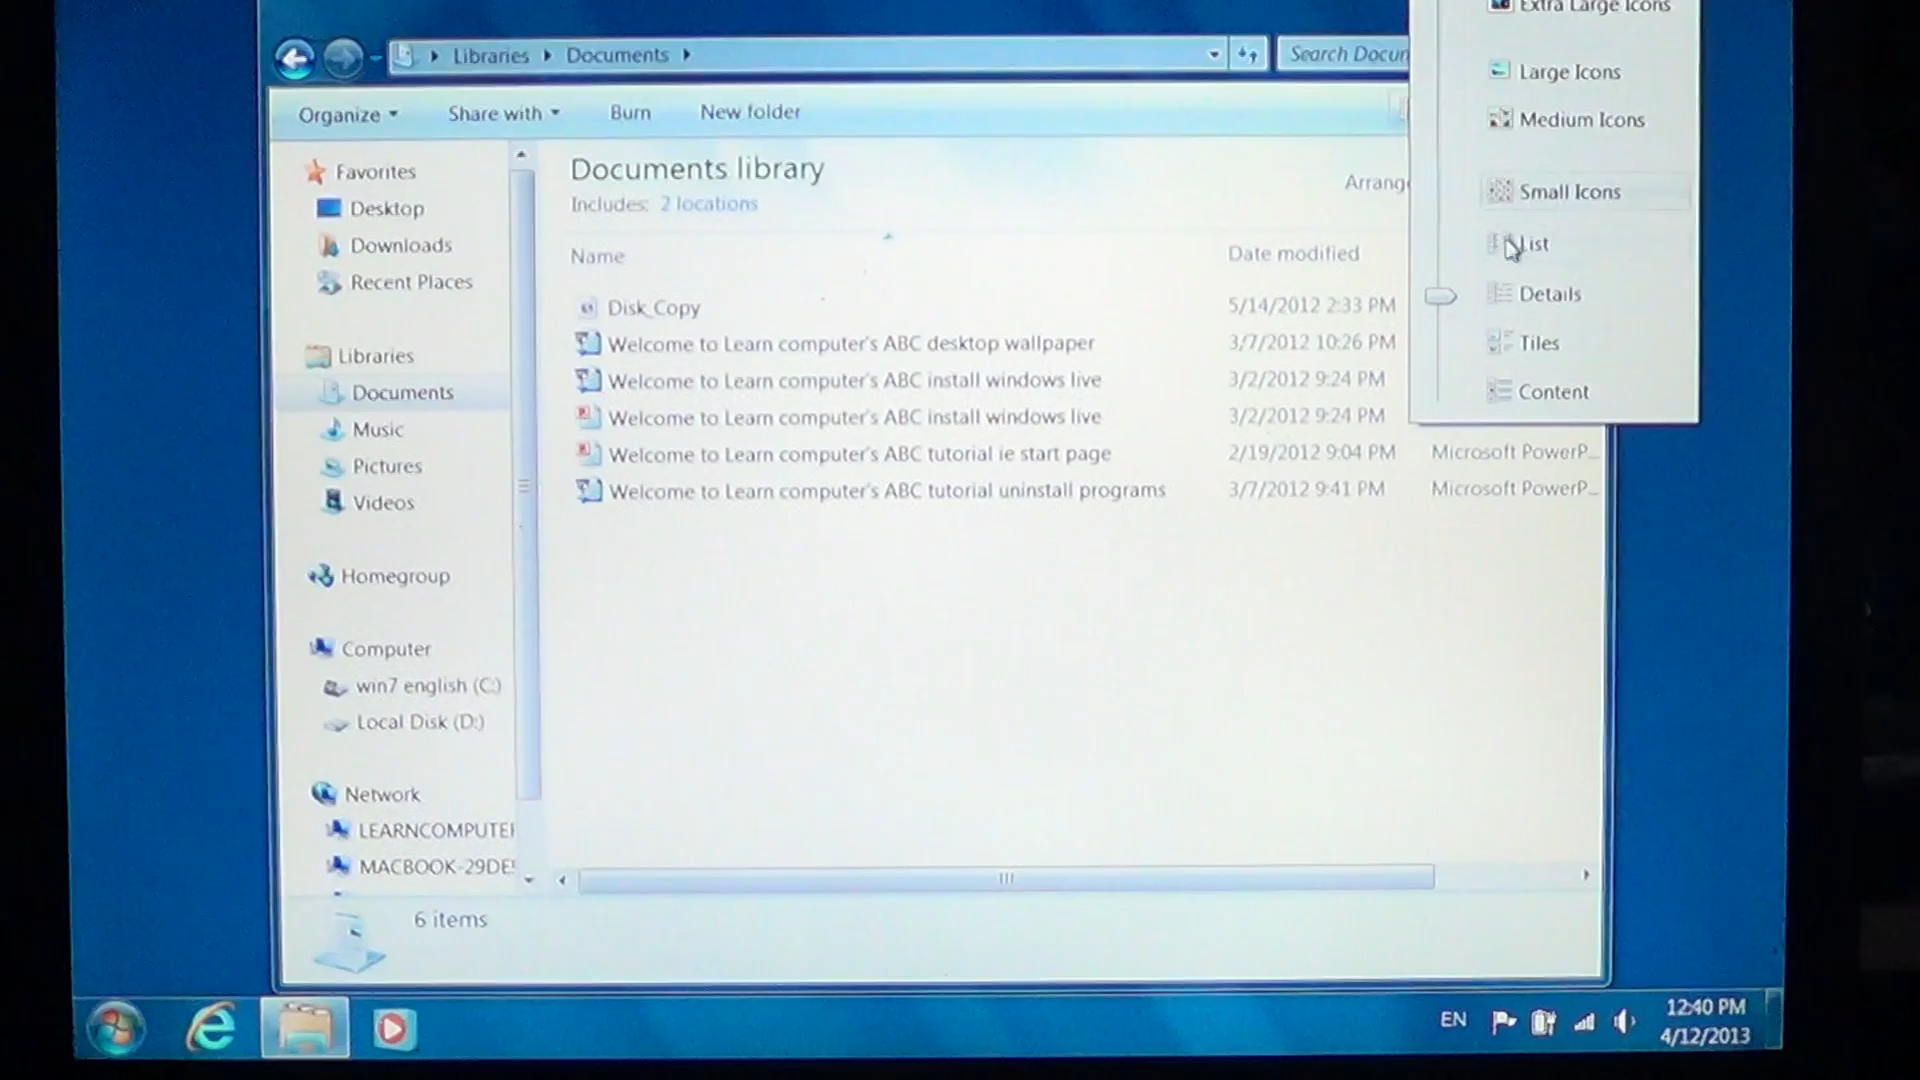 Extra Large Icons
Libraries Documents
Search Docu
Large Icons
Organize Share with Burn New folder
Medium Icons
Favorites
Documents library
Arrang
Includes: 2 locations
Small Icons
Desktop
Downloads
List
Recent Places
Name Date modified
Details
Disk_Copy 5/14/2012 2:33 PM
Welcome to Learn computer's ABC desktop wallpaper 3/7/2012 10:26 PM
Tiles
Libraries
Welcome to Learn computer's ABC install windows live 3/2/2012 9:24 PM
Documents
Content
Welcome to Learn computer's ABC install windows live 3/2/2012 9:24 PM
Music
Welcome to Learn computer's ABC tutorial ie start page 2/19/2012 9:04 PM Microsoft PowerP...
Pictures
Welcome to Learn computer's ABC tutorial uninstall programs 3/7/2012 9:41 PM Microsoft PowerP...
Videos
Homegroup
Computer
win7 english (C:)
Local Disk (D:)
Network
LEARNCOMPUTER
MACBOOK-29DE
6 items
EN
12:40 PM
4/12/2013